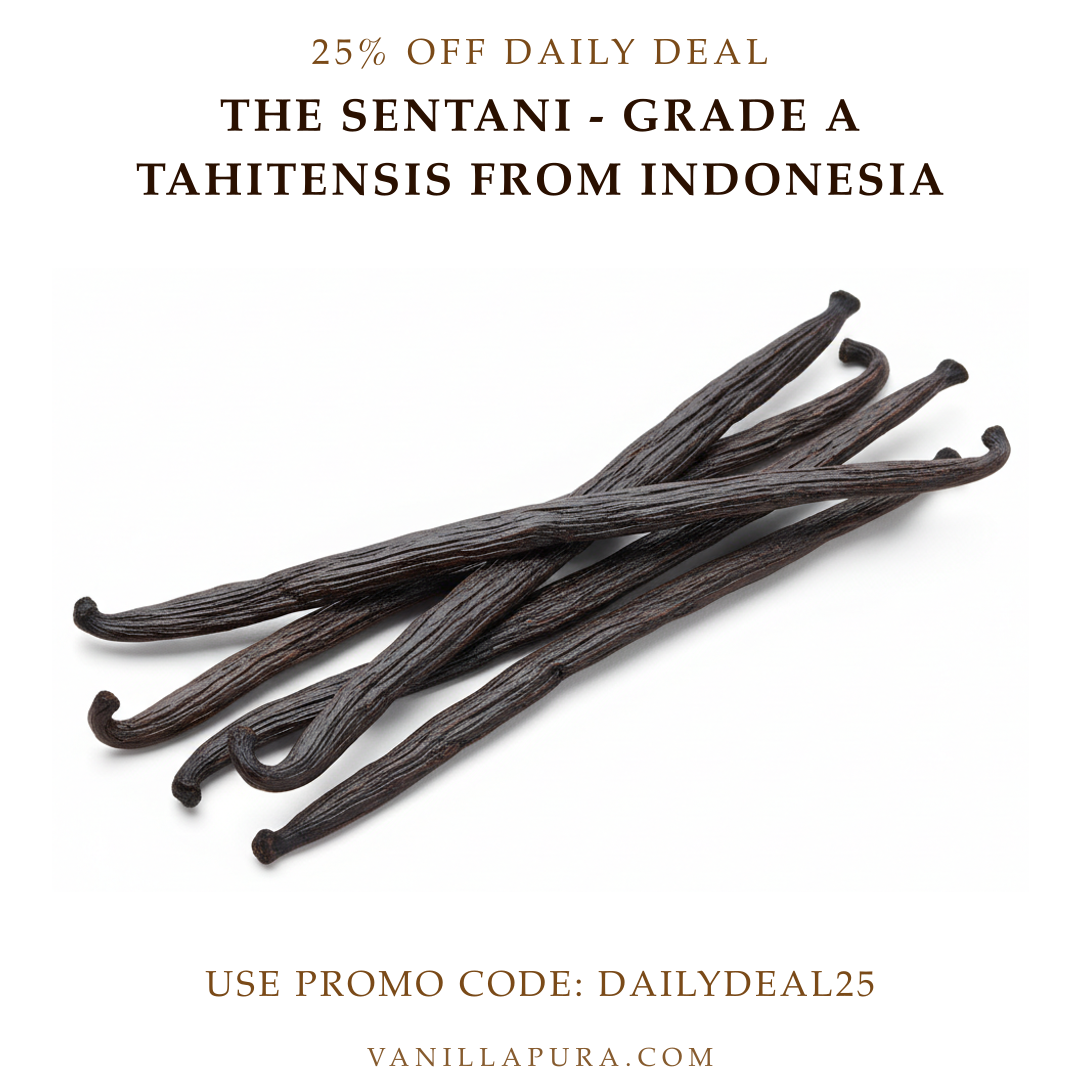 25% OFF DAILY DEAL
THE SENTANI - GRADE A
TAHITENSIS FROM INDONESIA
USE PROMO CODE: DAILYDEAL25
VANILLAPURA.COM